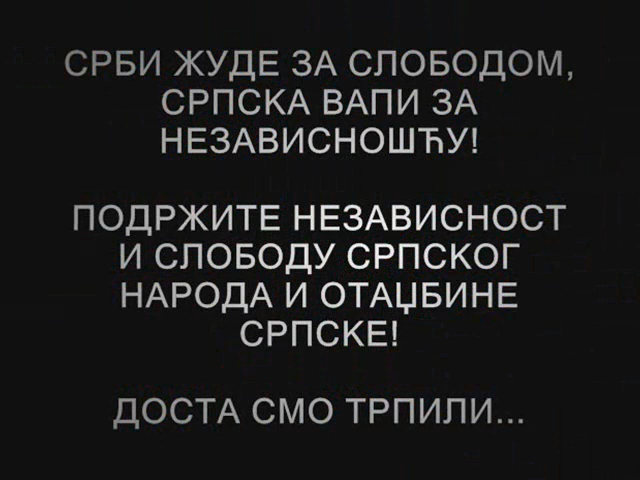 СРБИ ЖУДЕ ЗА СЛОБОДОМ,
СРПСКА ВАПИ ЗА
НЕЗАВИСНОШЋУ!
ПОДРЖИТЕ НЕЗАВИСНОСТ
И СЛОБОДУ СРПСКОГ
НАРОДА И ОТАЏБИНЕ
СРПСКЕ!
ДОСТА СМО ТРПИЛИ...